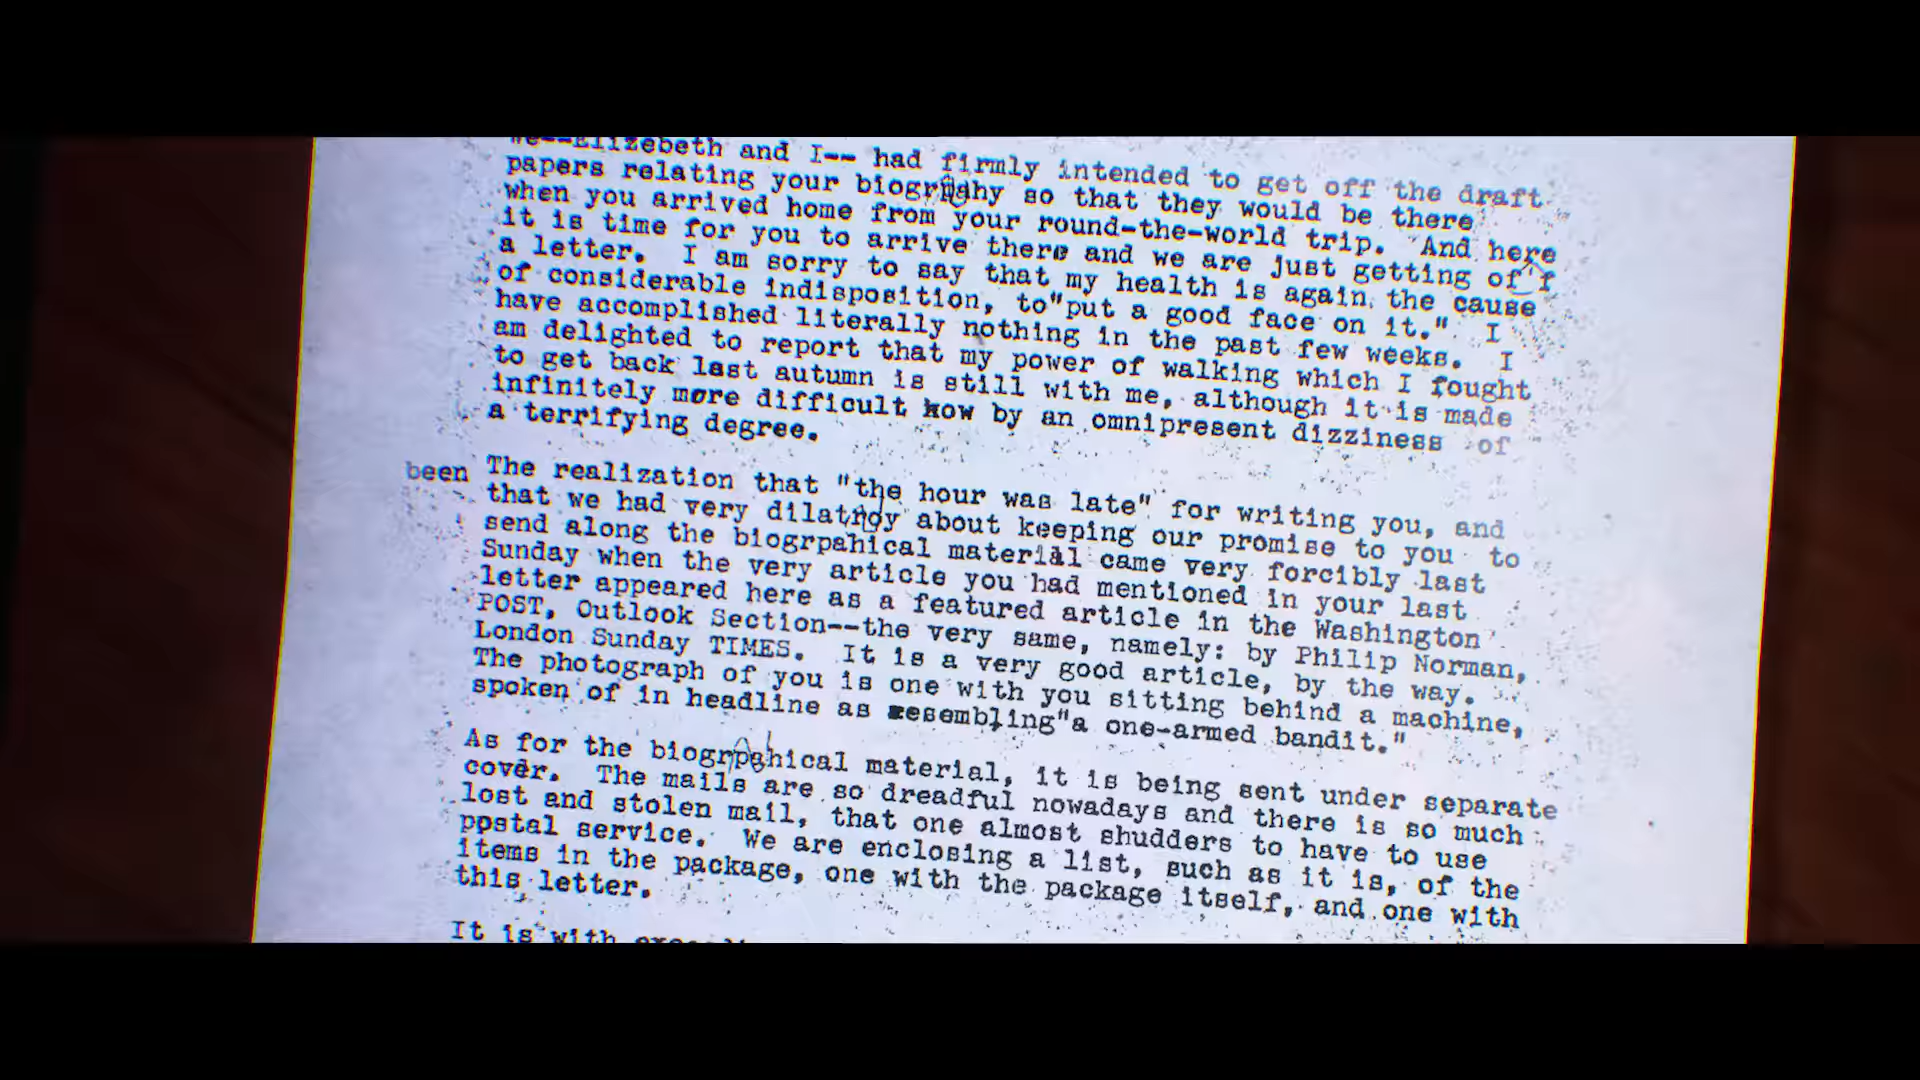 we--Elizebeth and I-- had firmly intended to get off the draft
papers relating your biogrpahy so that they would be there
when you arrived home from your round-the-world trip. And here
it is time for you to arrive there and we are just getting off
a letter. I am sorry to say that my health is again the cause
of considerable indisposition, to"put a good face on it." I
have accomplished literally nothing in the past few weeks. I
am delighted to report that my power of walking which I fought
to get back last autumn is still with me, although it is made
infinitely more difficult now by an omnipresent dizziness of
a terrifying degree.
been The realization that "the hour was late" for writing you, and
that we had very dilatroy about keeping our promise to you to
send along the biogrpahical material came very forcibly last
Sunday when the very article you had mentioned in your last
letter appeared here as a featured article in the Washington
POST, Outlook Section--the very same, namely: by Philip Norman,
London Sunday TIMES. It is a very good article, by the way.
The photograph of you is one with you sitting behind a machine,
spoken of in headline as resembling"a one-armed bandit."
As for the biogrpahical material, it is being sent under separate
cover. The mails are so dreadful nowadays and there is so much
lost and stolen mail, that one almost shudders to have to use
postal service. We are enclosing a list, such as it is, of the
items in the package, one with the package itself, and one with
this letter.
It is with